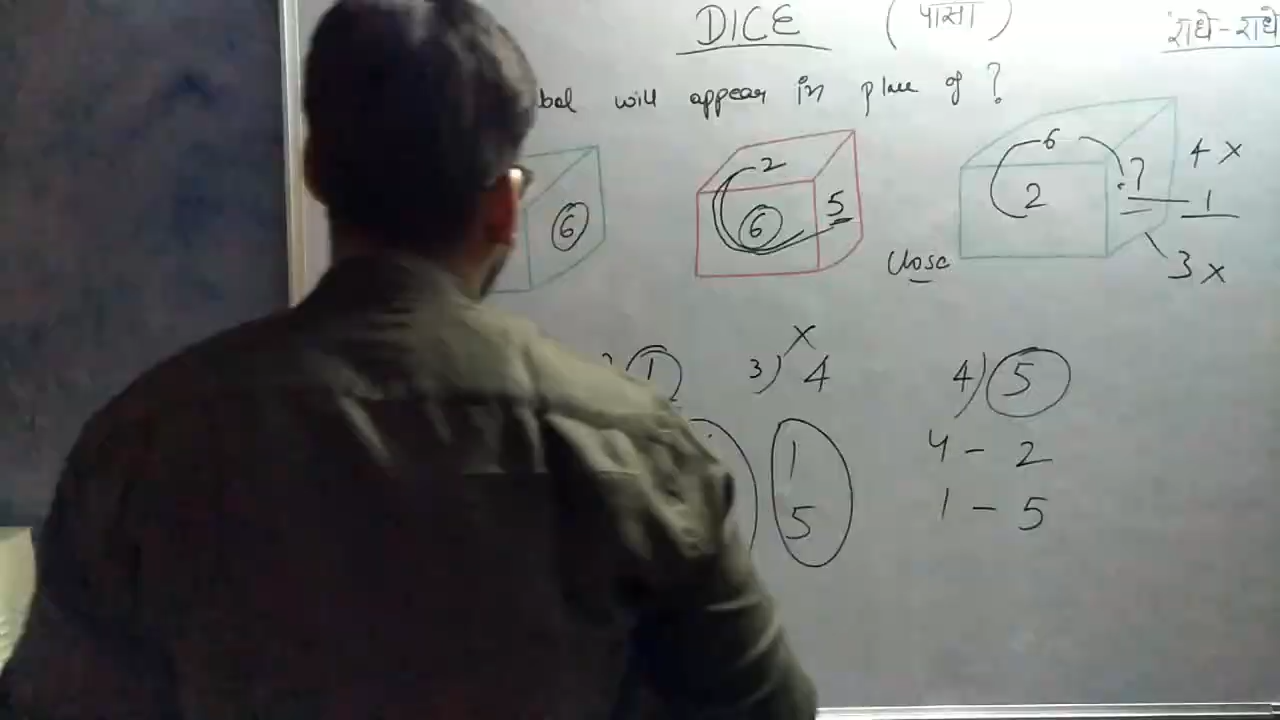 DICE (पासा) राधे-राधे
will appear in place of ?
6 2 6 5 6 2 ? 4 x
1
close 3 x
1 3) x 4 4) 5
1 4 - 2
5 1 - 5